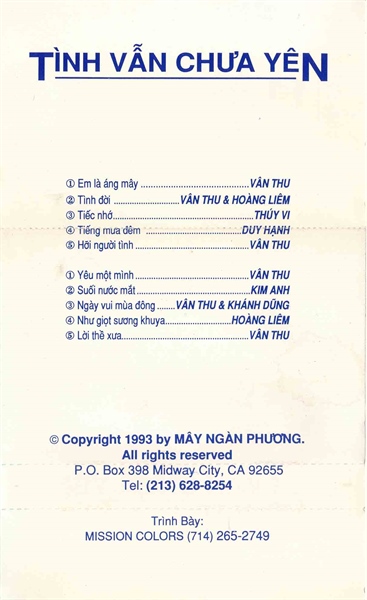 TÌNH VẪN CHƯA YÊN
① Em là áng mây ........................................VÂN THU
② Tình đời ........................VÂN THU & HOÀNG LIÊM
③ Tiếc nhớ....................................................THÚY VI
④ Tiếng mưa đêm ...................................DUY HẠNH
⑤ Hỡi người tình ..........................................VÂN THU
① Yêu một mình..........................................VÂN THU
② Suối nước mắt.........................................KIM ANH
③ Ngày vui mùa đông .......VÂN THU & KHÁNH DŨNG
④ Như giọt sương khuya........................HOÀNG LIÊM
⑤ Lời thề xưa...............................................VÂN THU
© Copyright 1993 by MÂY NGÀN PHƯƠNG.
All rights reserved
P.O. Box 398 Midway City, CA 92655
Tel: (213) 628-8254
Trình Bày:
MISSION COLORS (714) 265-2749